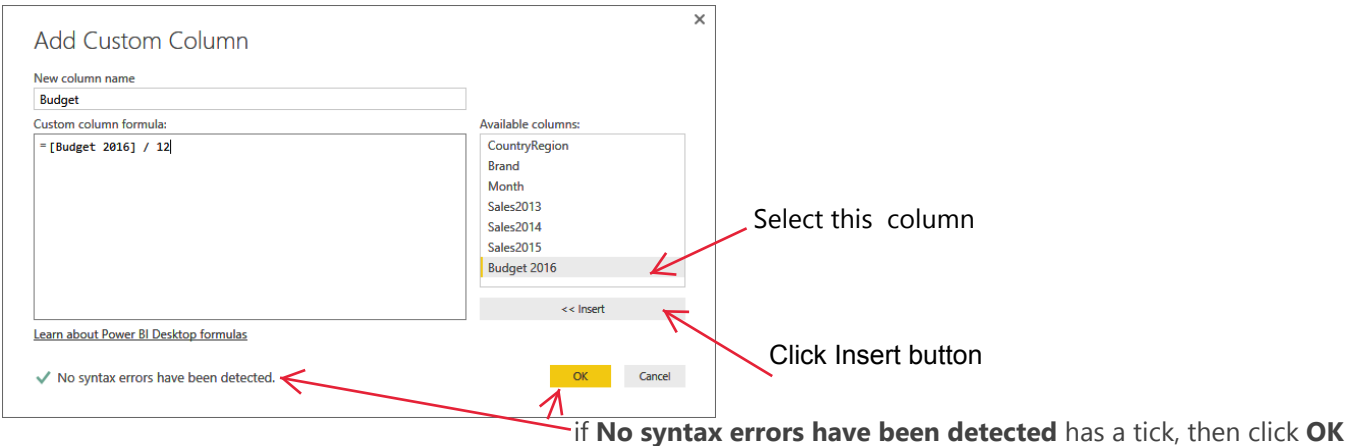 Add Custom Column
New column name
Budget
Custom column formula:
=[Budget 2016] / 12
Available columns:
CountryRegion
Brand
Month
Sales2013
Sales2014
Sales2015
Budget 2016
<< Insert
Learn about Power BI Desktop formulas
No syntax errors have been detected.
OK Cancel
Select this column
Click Insert button
if No syntax errors have been detected has a tick, then click OK